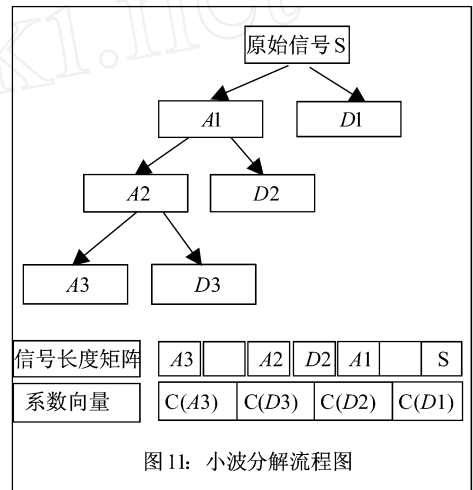 原始信号S
A1
D1
A2
D2
A3
D3
信号长度矩阵 A3 A2 D2 A1 S
系数向量 C(A3) C(D3) C(D2) C(D1)
图11: 小波分解流程图